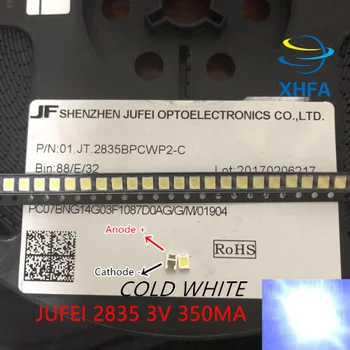 XHFA
JF SHENZHEN JUFEI OPTOELECTRONICS CO.,LTD.
P/N:01.JT.2835BPCWP2-C
Bin:88/E/32
Lot:20170206217
PC07BNG14G03F1087D0AG/G/M/01904
Anode +
RoHS
Cathode -
COLD WHITE
JUFEI 2835 3V 350MA